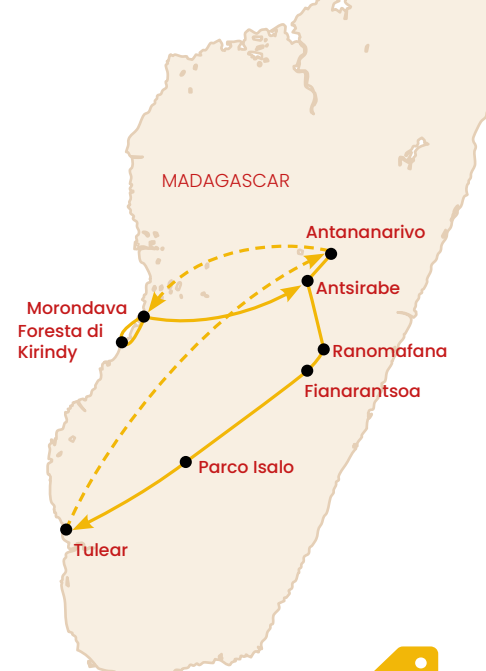 MADAGASCAR
Antananarivo
Antsirabe
Morondava
Foresta di
Kirindy
Ranomafana
Fianarantsoa
Parco Isalo
Tulear